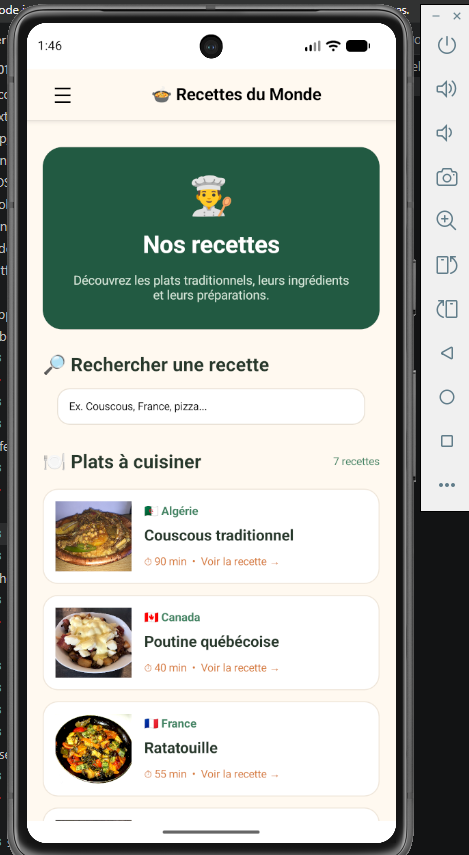 1:46
☰ 🍲 Recettes du Monde
Nos recettes
Découvrez les plats traditionnels, leurs ingrédients
et leurs préparations.
🔎 Rechercher une recette
Ex. Couscous, France, pizza...
🍽️ Plats à cuisiner
7 recettes
🇩🇿 Algérie
Couscous traditionnel
⏱ 90 min • Voir la recette →
🇨🇦 Canada
Poutine québécoise
⏱ 40 min • Voir la recette →
🇫🇷 France
Ratatouille
⏱ 55 min • Voir la recette →